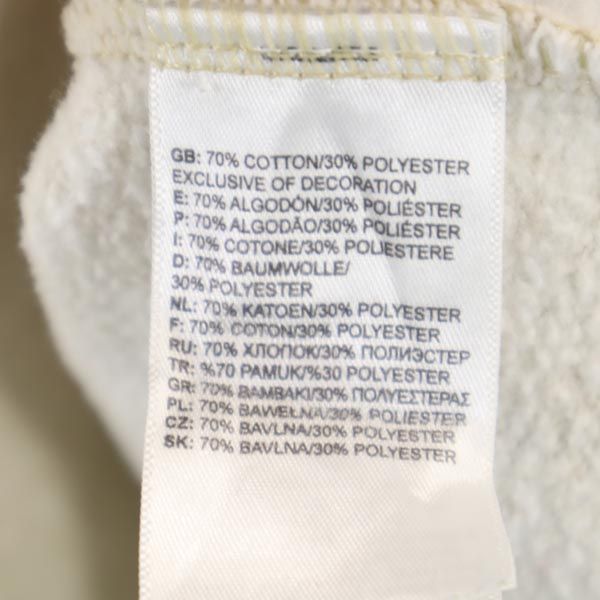 GB: 70% COTTON/30% POLYESTER
EXCLUSIVE OF DECORATION
E: 70% ALGODÓN/30% POLIÉSTER
P: 70% ALGODÃO/30% POLIÉSTER
I: 70% COTONE/30% POLIESTERE
D: 70% BAUMWOLLE/
30% POLYESTER
NL: 70% KATOEN/30% POLYESTER
F: 70% COTON/30% POLYESTER
RU: 70% ХЛОПОК/30% ПОЛИЭСТЕР
TR: %70 PAMUK/%30 POLYESTER
GR: 70% ΒΑΜΒΑΚΙ/30% ΠΟΛΥΕΣΤΕΡΑΣ
PL: 70% BAWEŁNA/30% POLIESTER
CZ: 70% BAVLNA/30% POLYESTER
SK: 70% BAVLNA/30% POLYESTER